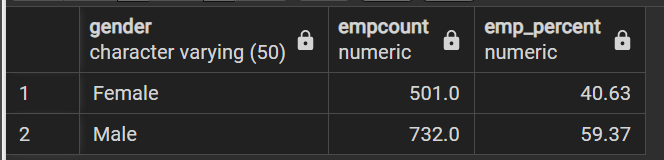 gender empcount emp_percent
character varying (50) numeric numeric
1 Female 501.0 40.63
2 Male 732.0 59.37